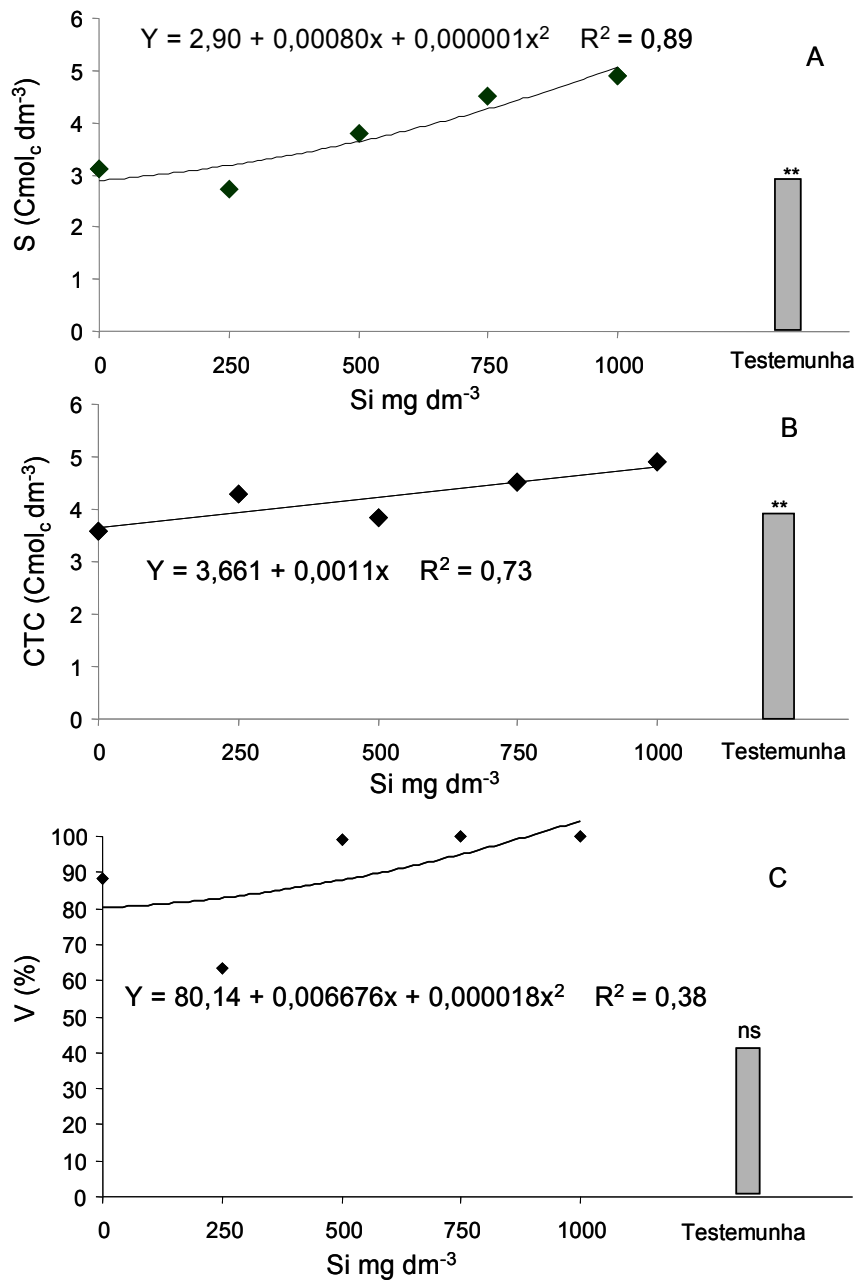 Y = 2,90 + 0,00080x + 0,000001x² R² = 0,89
A
S (Cmol_c dm⁻³)
6
5
4
3
2
1
0
**
0 250 500 750 1000 Testemunha
Si mg dm⁻³
B
CTC (Cmol_c dm⁻³)
6
5
4
3
2
1
0
**
Y = 3,661 + 0,0011x R² = 0,73
0 250 500 750 1000 Testemunha
Si mg dm⁻³
C
V (%)
100
90
80
70
60
50
40
30
20
10
0
Y = 80,14 + 0,006676x + 0,000018x² R² = 0,38
ns
0 250 500 750 1000 Testemunha
Si mg dm⁻³